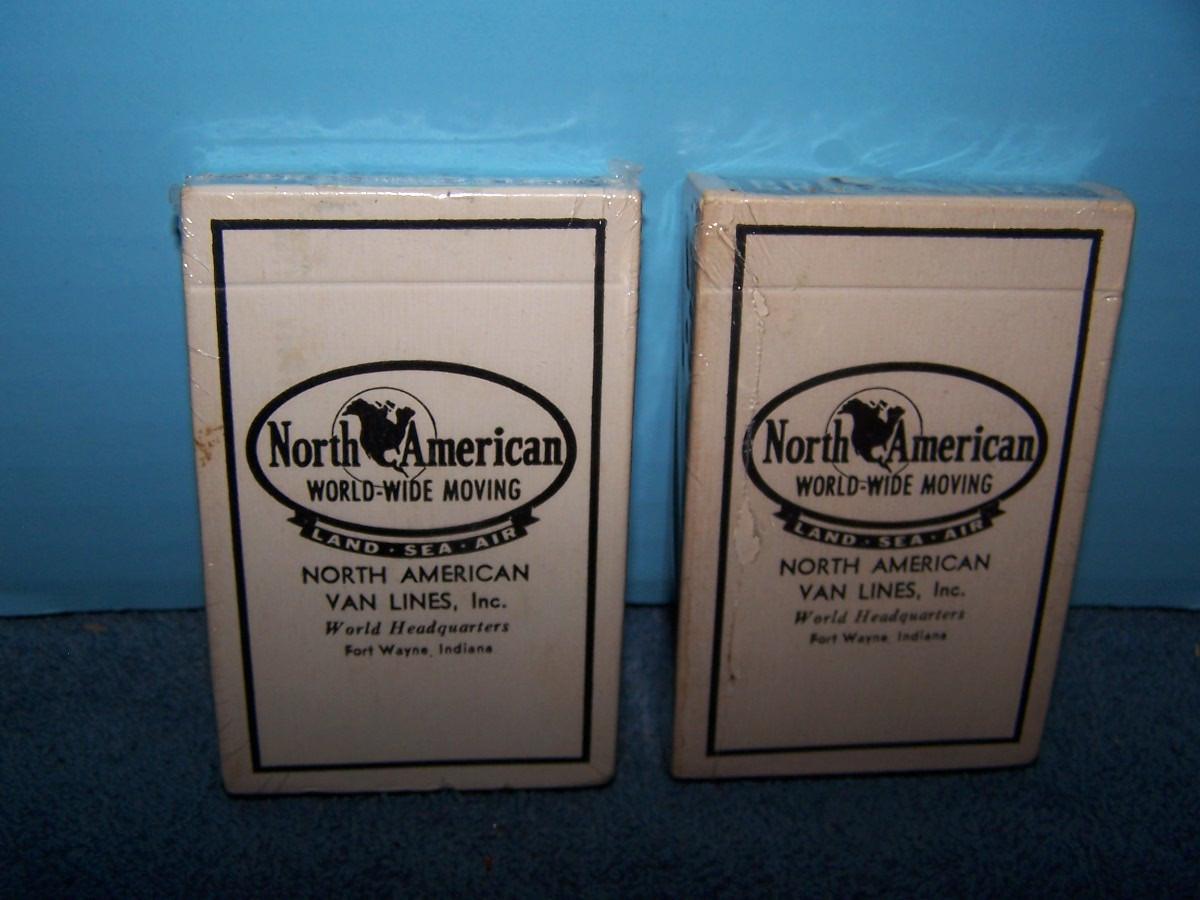 North American
WORLD-WIDE MOVING
LAND · SEA · AIR
NORTH AMERICAN
VAN LINES, Inc.
World Headquarters
Fort Wayne, Indiana
North American
WORLD-WIDE MOVING
LAND · SEA · AIR
NORTH AMERICAN
VAN LINES, Inc.
World Headquarters
Fort Wayne, Indiana